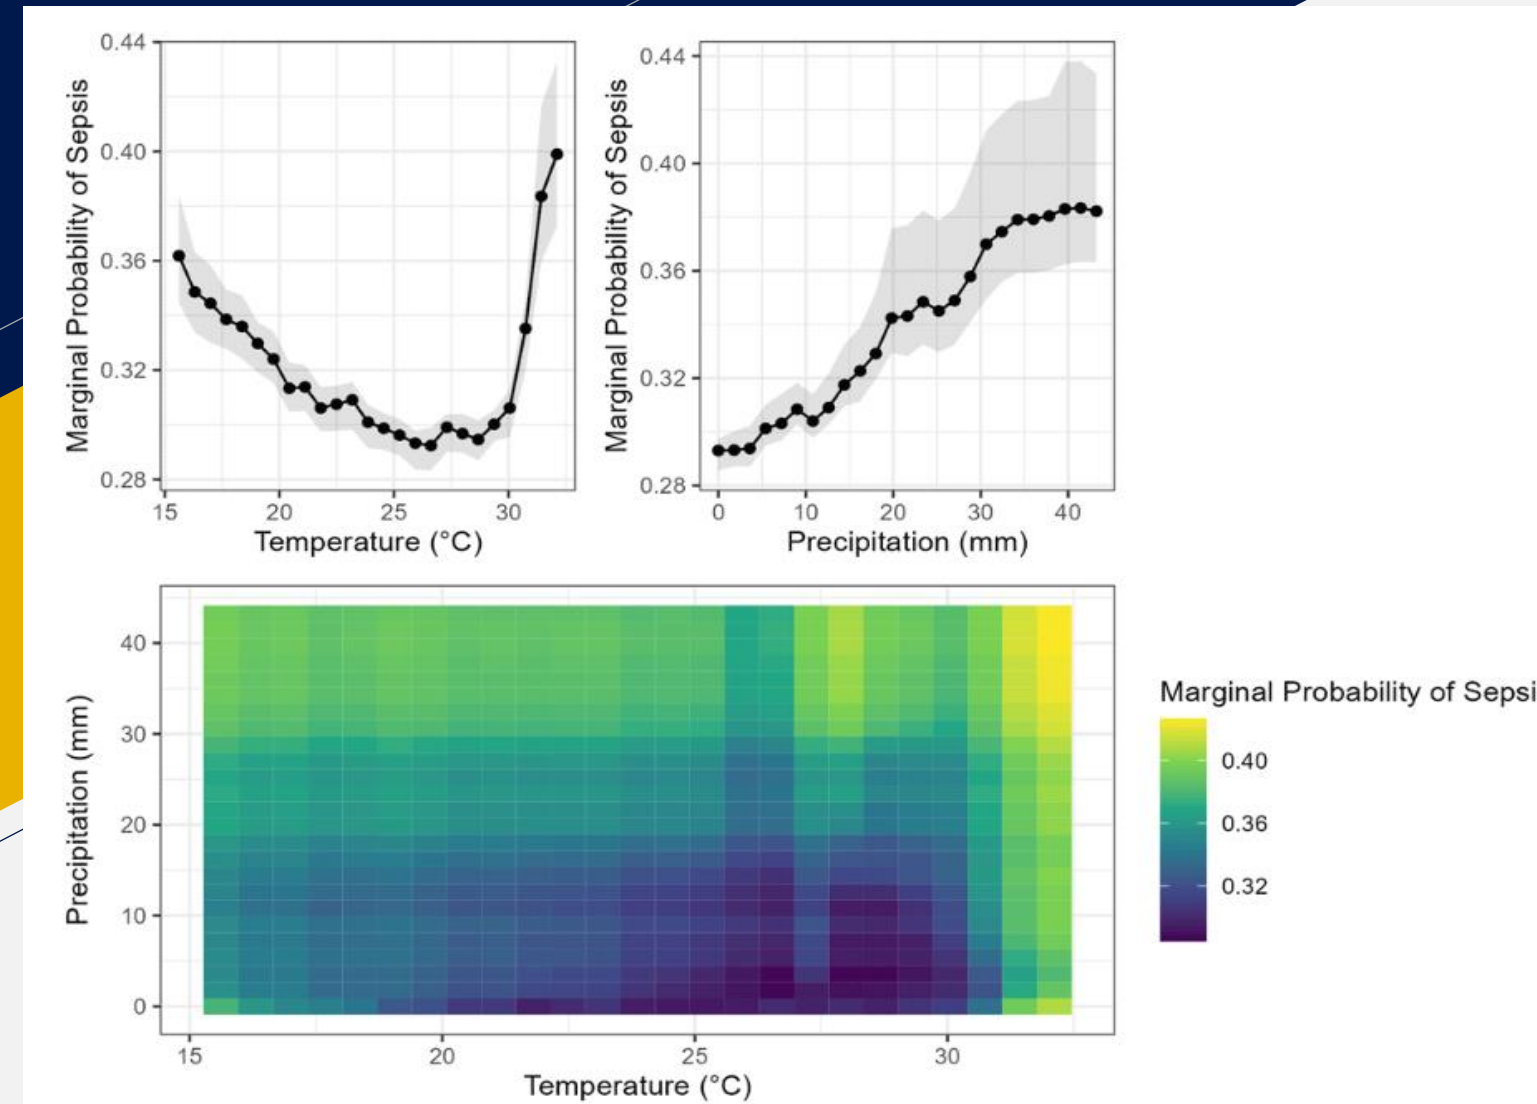 0.44
0.40
0.36
0.32
0.28
Marginal Probability of Sepsis
15 20 25 30
Temperature (°C)
0.44
0.40
0.36
0.32
0.28
Marginal Probability of Sepsis
0 10 20 30 40
Precipitation (mm)
40
30
20
10
0
Precipitation (mm)
15 20 25 30
Temperature (°C)
Marginal Probability of Sepsi
0.40
0.36
0.32